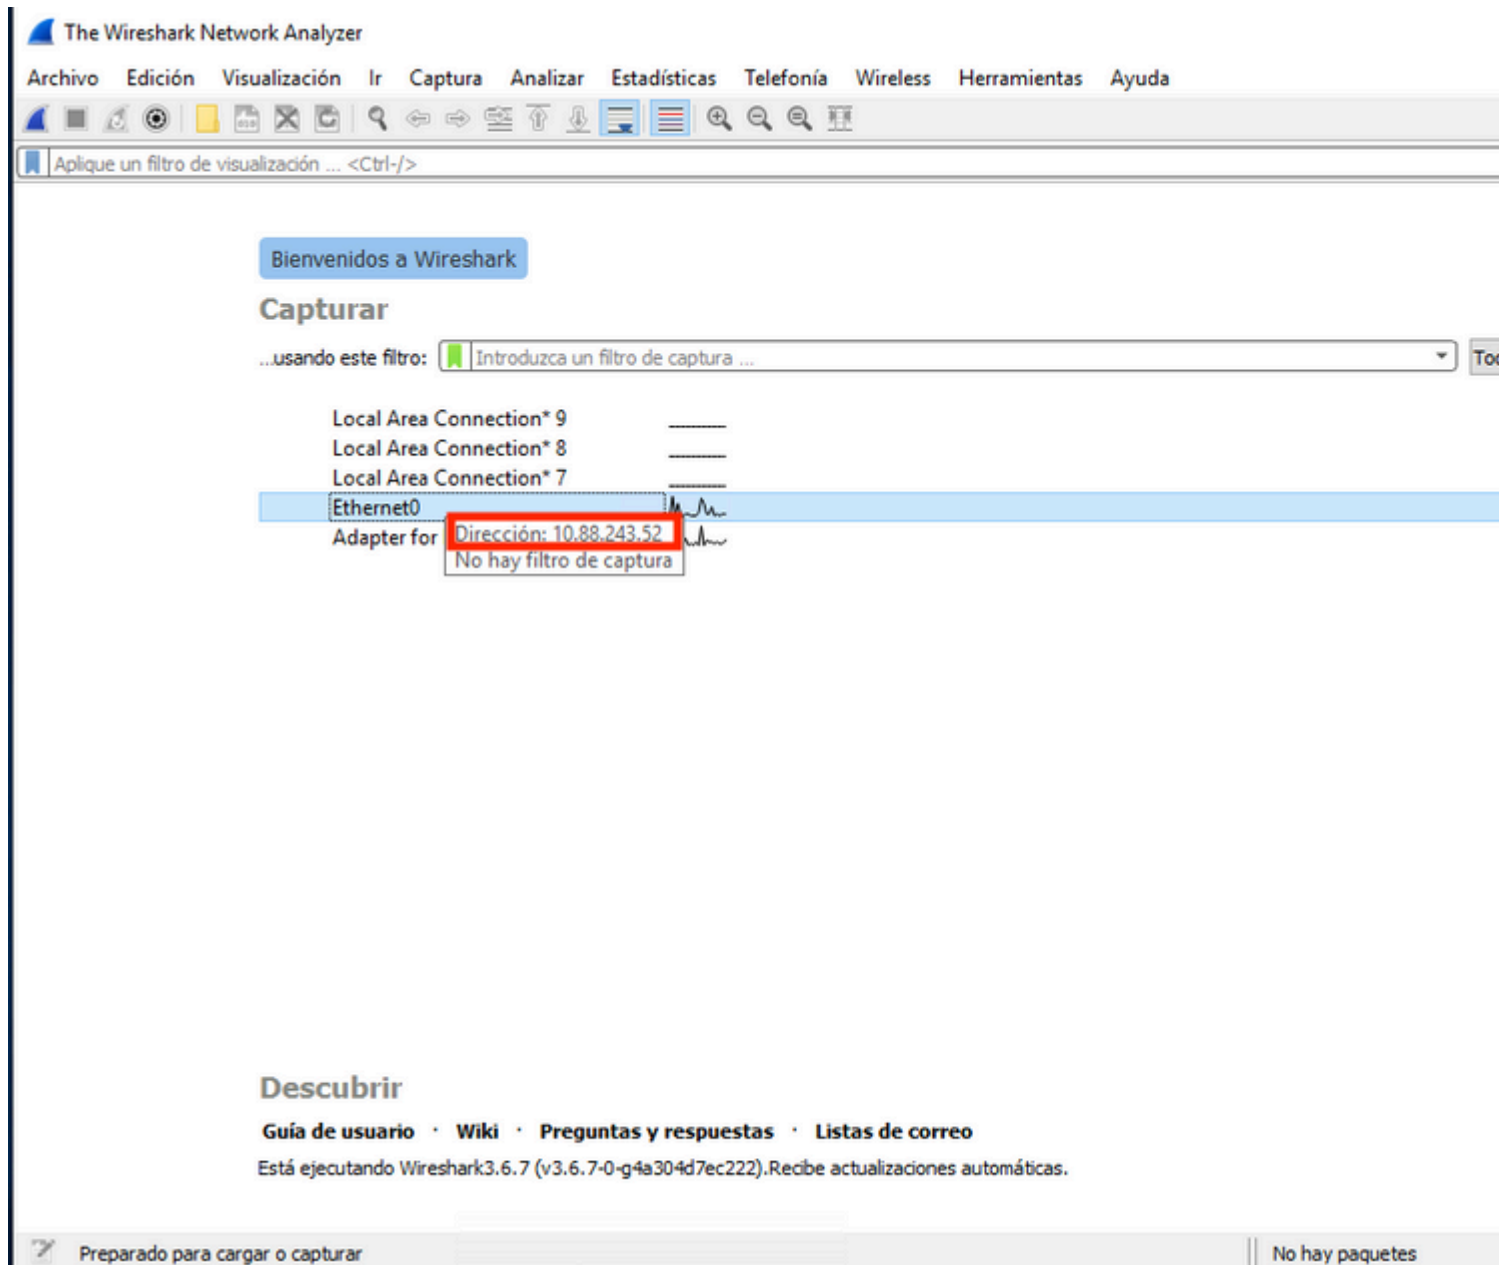 The Wireshark Network Analyzer
Archivo Edición Visualización Ir Captura Analizar Estadísticas Telefonía Wireless Herramientas Ayuda
Aplique un filtro de visualización ... <Ctrl-/>
Bienvenidos a Wireshark
Capturar
...usando este filtro: Introduzca un filtro de captura ...
Local Area Connection* 9
Local Area Connection* 8
Local Area Connection* 7
Ethernet0
Adapter for
Dirección: 10.88.243.52
No hay filtro de captura
Descubrir
Guía de usuario · Wiki · Preguntas y respuestas · Listas de correo
Está ejecutando Wireshark3.6.7 (v3.6.7-0-g4a304d7ec222).Recibe actualizaciones automáticas.
Preparado para cargar o capturar
No hay paquetes